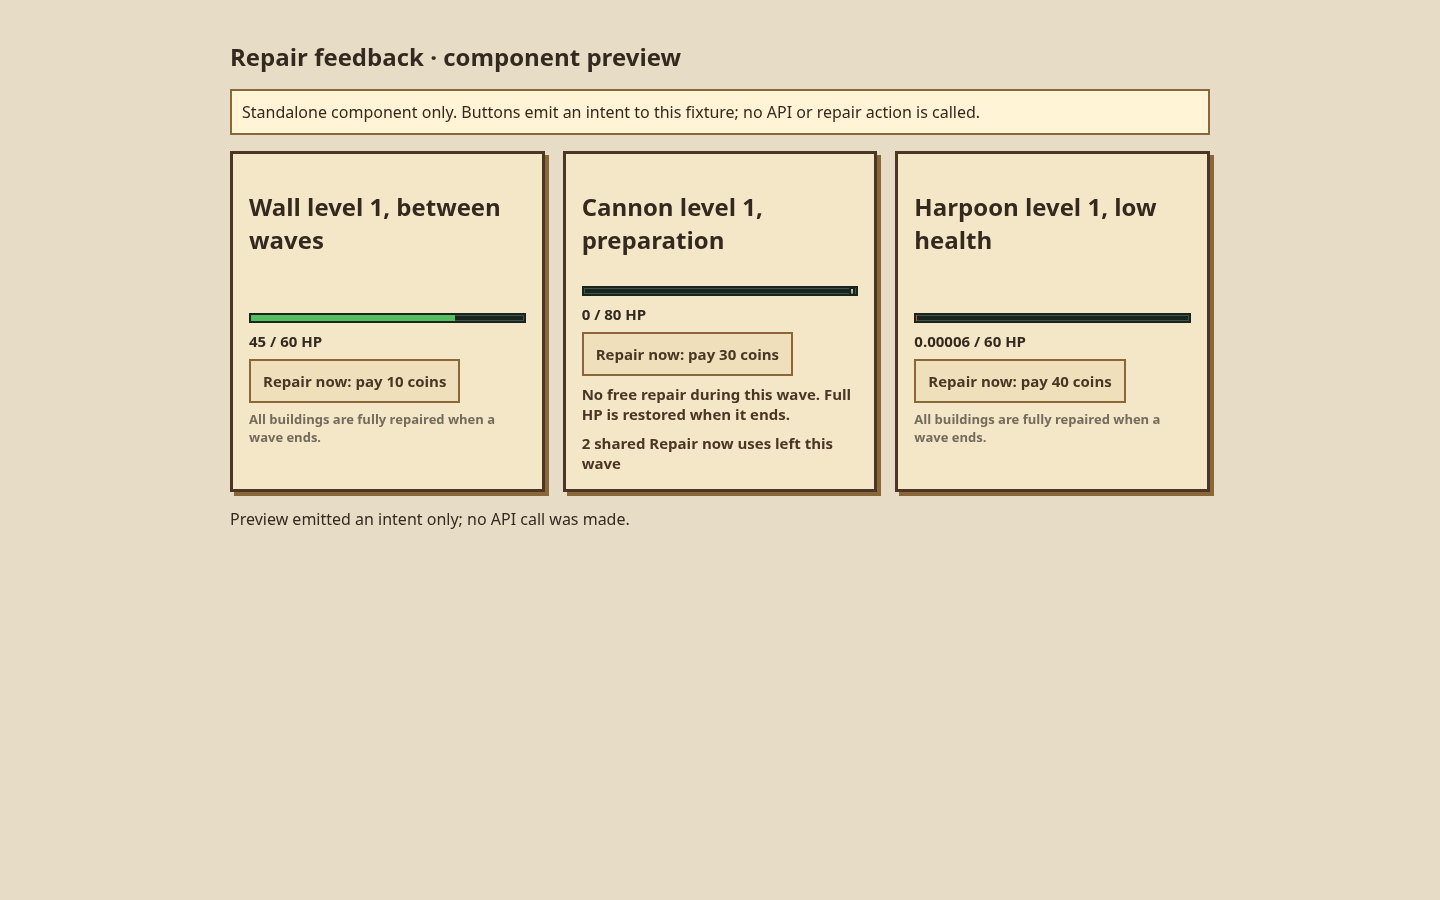 Repair feedback · component preview
Standalone component only. Buttons emit an intent to this fixture; no API or repair action is called.
Wall level 1, between
waves
45 / 60 HP
Repair now: pay 10 coins
All buildings are fully repaired when a
wave ends.
Cannon level 1,
preparation
0 / 80 HP
Repair now: pay 30 coins
No free repair during this wave. Full
HP is restored when it ends.
2 shared Repair now uses left this
wave
Harpoon level 1, low
health
0.00006 / 60 HP
Repair now: pay 40 coins
All buildings are fully repaired when a
wave ends.
Preview emitted an intent only; no API call was made.